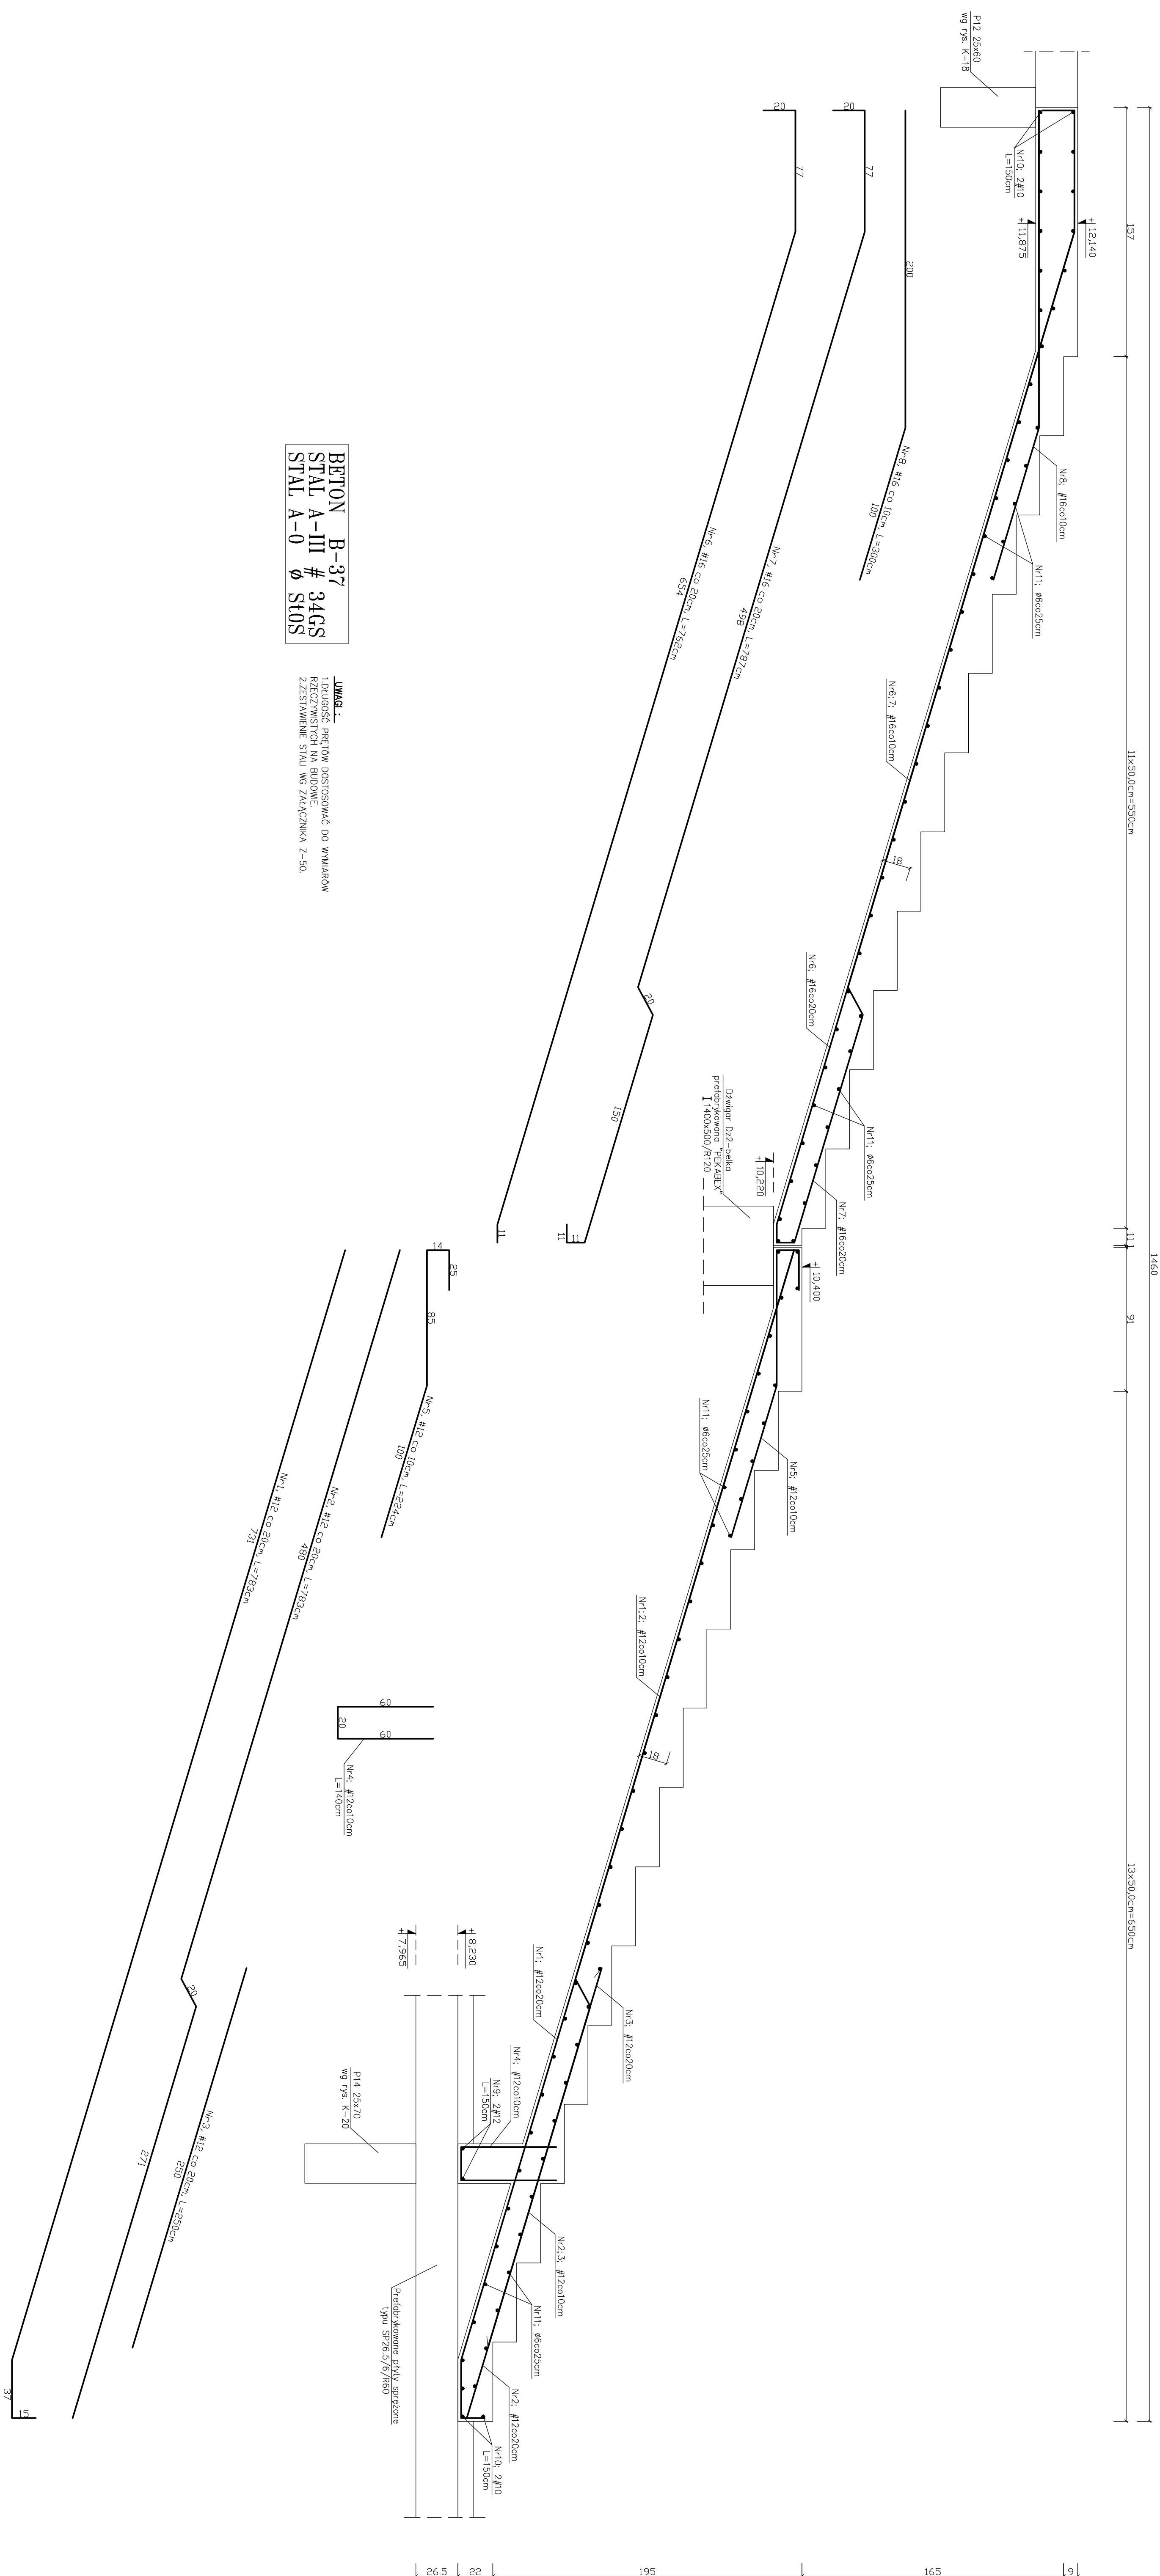 1460
157
11x50,0cm=550cm
11
1
91
13x50,0cm=650cm
9
165
195
22
26.5
P12 25x60
wg rys. K-18
Nr10; 2#10
L=150cm
+ 12,140
+ 11,875
Nr8; #16co10cm
Nr11; ø6co25cm
Nr6;7; #16co10cm
18
Nr6; #16co20cm
Nr11; ø6co25cm
Nr7; #16co20cm
Dźwigar Dz2-belka
prefabrykowana "PEKABEX"
I 1400x500/R120
+ 10,220
+ 10,400
Nr11; ø6co25cm
Nr5; #12co10cm
Nr1;2; #12co10cm
18
Nr1; #12co20cm
Nr3; #12co20cm
Nr4; #12co10cm
Nr9; 2#12
L=150cm
Nr2;3; #12co10cm
Nr11; ø6co25cm
Nr2; #12co20cm
Nr10; 2#10
L=150cm
+ 8,230
+ 7,965
P14 25x70
wg rys. K-20
Prefabrykowane płyty sprężone
typu SP26.5/6/R60
200
Nr8, #16 co 10cm, L=300cm
100
20
77
Nr7, #16 co 20cm, L=787cm
498
20
150
11
11
20
77
Nr6, #16 co 20cm, L=762cm
654
11
25
14
85
Nr5, #12 co 10cm, L=224cm
100
Nr2, #12 co 20cm, L=783cm
480
20
271
Nr1, #12 co 20cm, L=783cm
731
37
15
60
20
60
Nr4; #12co10cm
L=140cm
Nr3, #12 co 20cm, L=250cm
250
BETON B-37
STAL A-III # 34GS
STAL A-0 ø St0S
UWAGI :
1.DŁUGOŚĆ PRĘTÓW DOSTOSOWAĆ DO WYMIARÓW
RZECZYWISTYCH NA BUDOWIE.
2.ZESTAWIENIE STALI WG ZAŁĄCZNIKA Z-50.